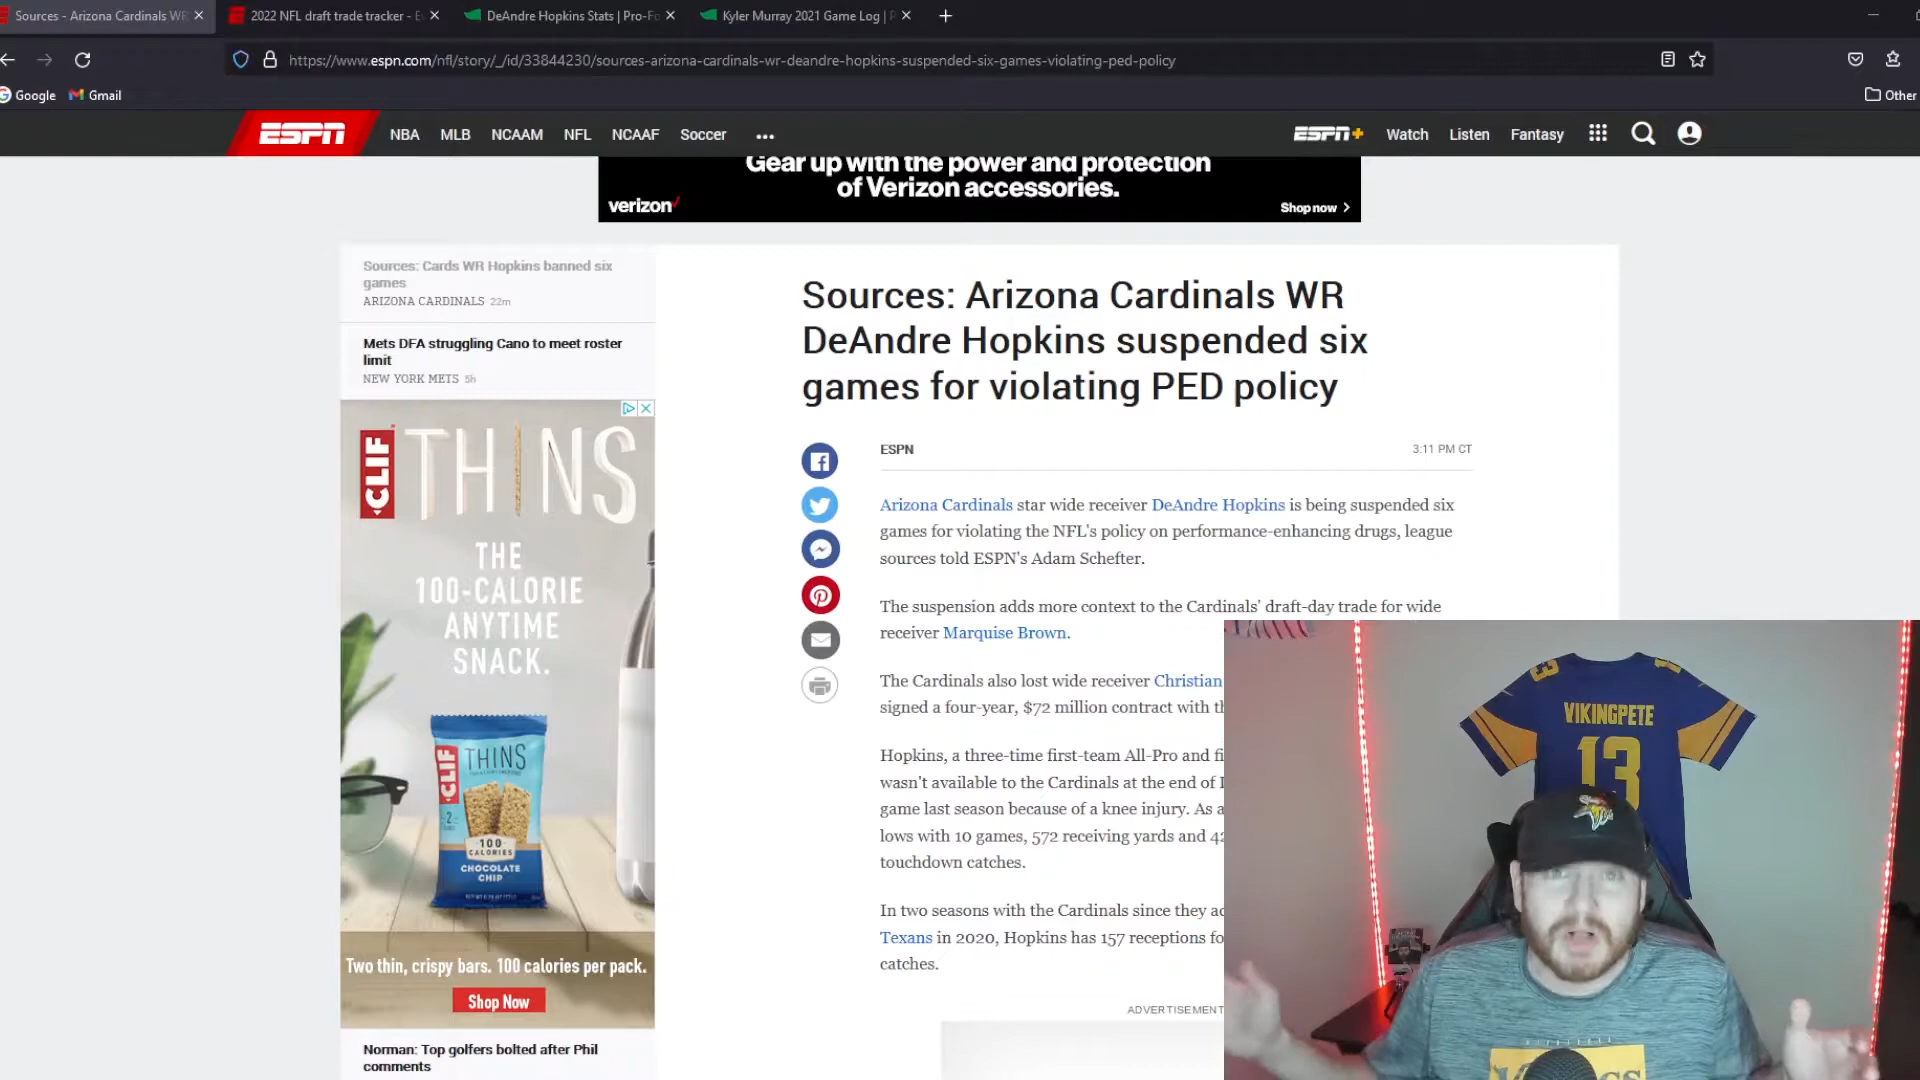 Sources - Arizona Cardinals WR
2022 NFL draft trade tracker - E
DeAndre Hopkins Stats | Pro-Fo
Kyler Murray 2021 Game Log | P
https://www.espn.com/nfl/story/_/id/33844230/sources-arizona-cardinals-wr-deandre-hopkins-suspended-six-games-violating-ped-policy
Google
Gmail
Other
ESPN
NBA
MLB
NCAAM
NFL
NCAAF
Soccer
...
ESPN+
Watch
Listen
Fantasy
Gear up with the power and protection
of Verizon accessories.
verizon
Shop now >
Sources: Cards WR Hopkins banned six
games
ARIZONA CARDINALS 22m
Mets DFA struggling Cano to meet roster
limit
NEW YORK METS 5h
CLIF
THINS
THE
100-CALORIE
ANYTIME
SNACK.
CLIF
THINS
100
CALORIES
CHOCOLATE
CHIP
Two thin, crispy bars. 100 calories per pack.
Shop Now
Norman: Top golfers bolted after Phil
comments
Sources: Arizona Cardinals WR
DeAndre Hopkins suspended six
games for violating PED policy
ESPN
3:11 PM CT
Arizona Cardinals star wide receiver DeAndre Hopkins is being suspended six
games for violating the NFL's policy on performance-enhancing drugs, league
sources told ESPN's Adam Schefter.
The suspension adds more context to the Cardinals' draft-day trade for wide
receiver Marquise Brown.
The Cardinals also lost wide receiver Christian
signed a four-year, $72 million contract with th
Hopkins, a three-time first-team All-Pro and fi
wasn't available to the Cardinals at the end of
game last season because of a knee injury. As a
lows with 10 games, 572 receiving yards and 42
touchdown catches.
In two seasons with the Cardinals since they ac
Texans in 2020, Hopkins has 157 receptions fo
catches.
ADVERTISEMENT
13
VIKINGPETE
13